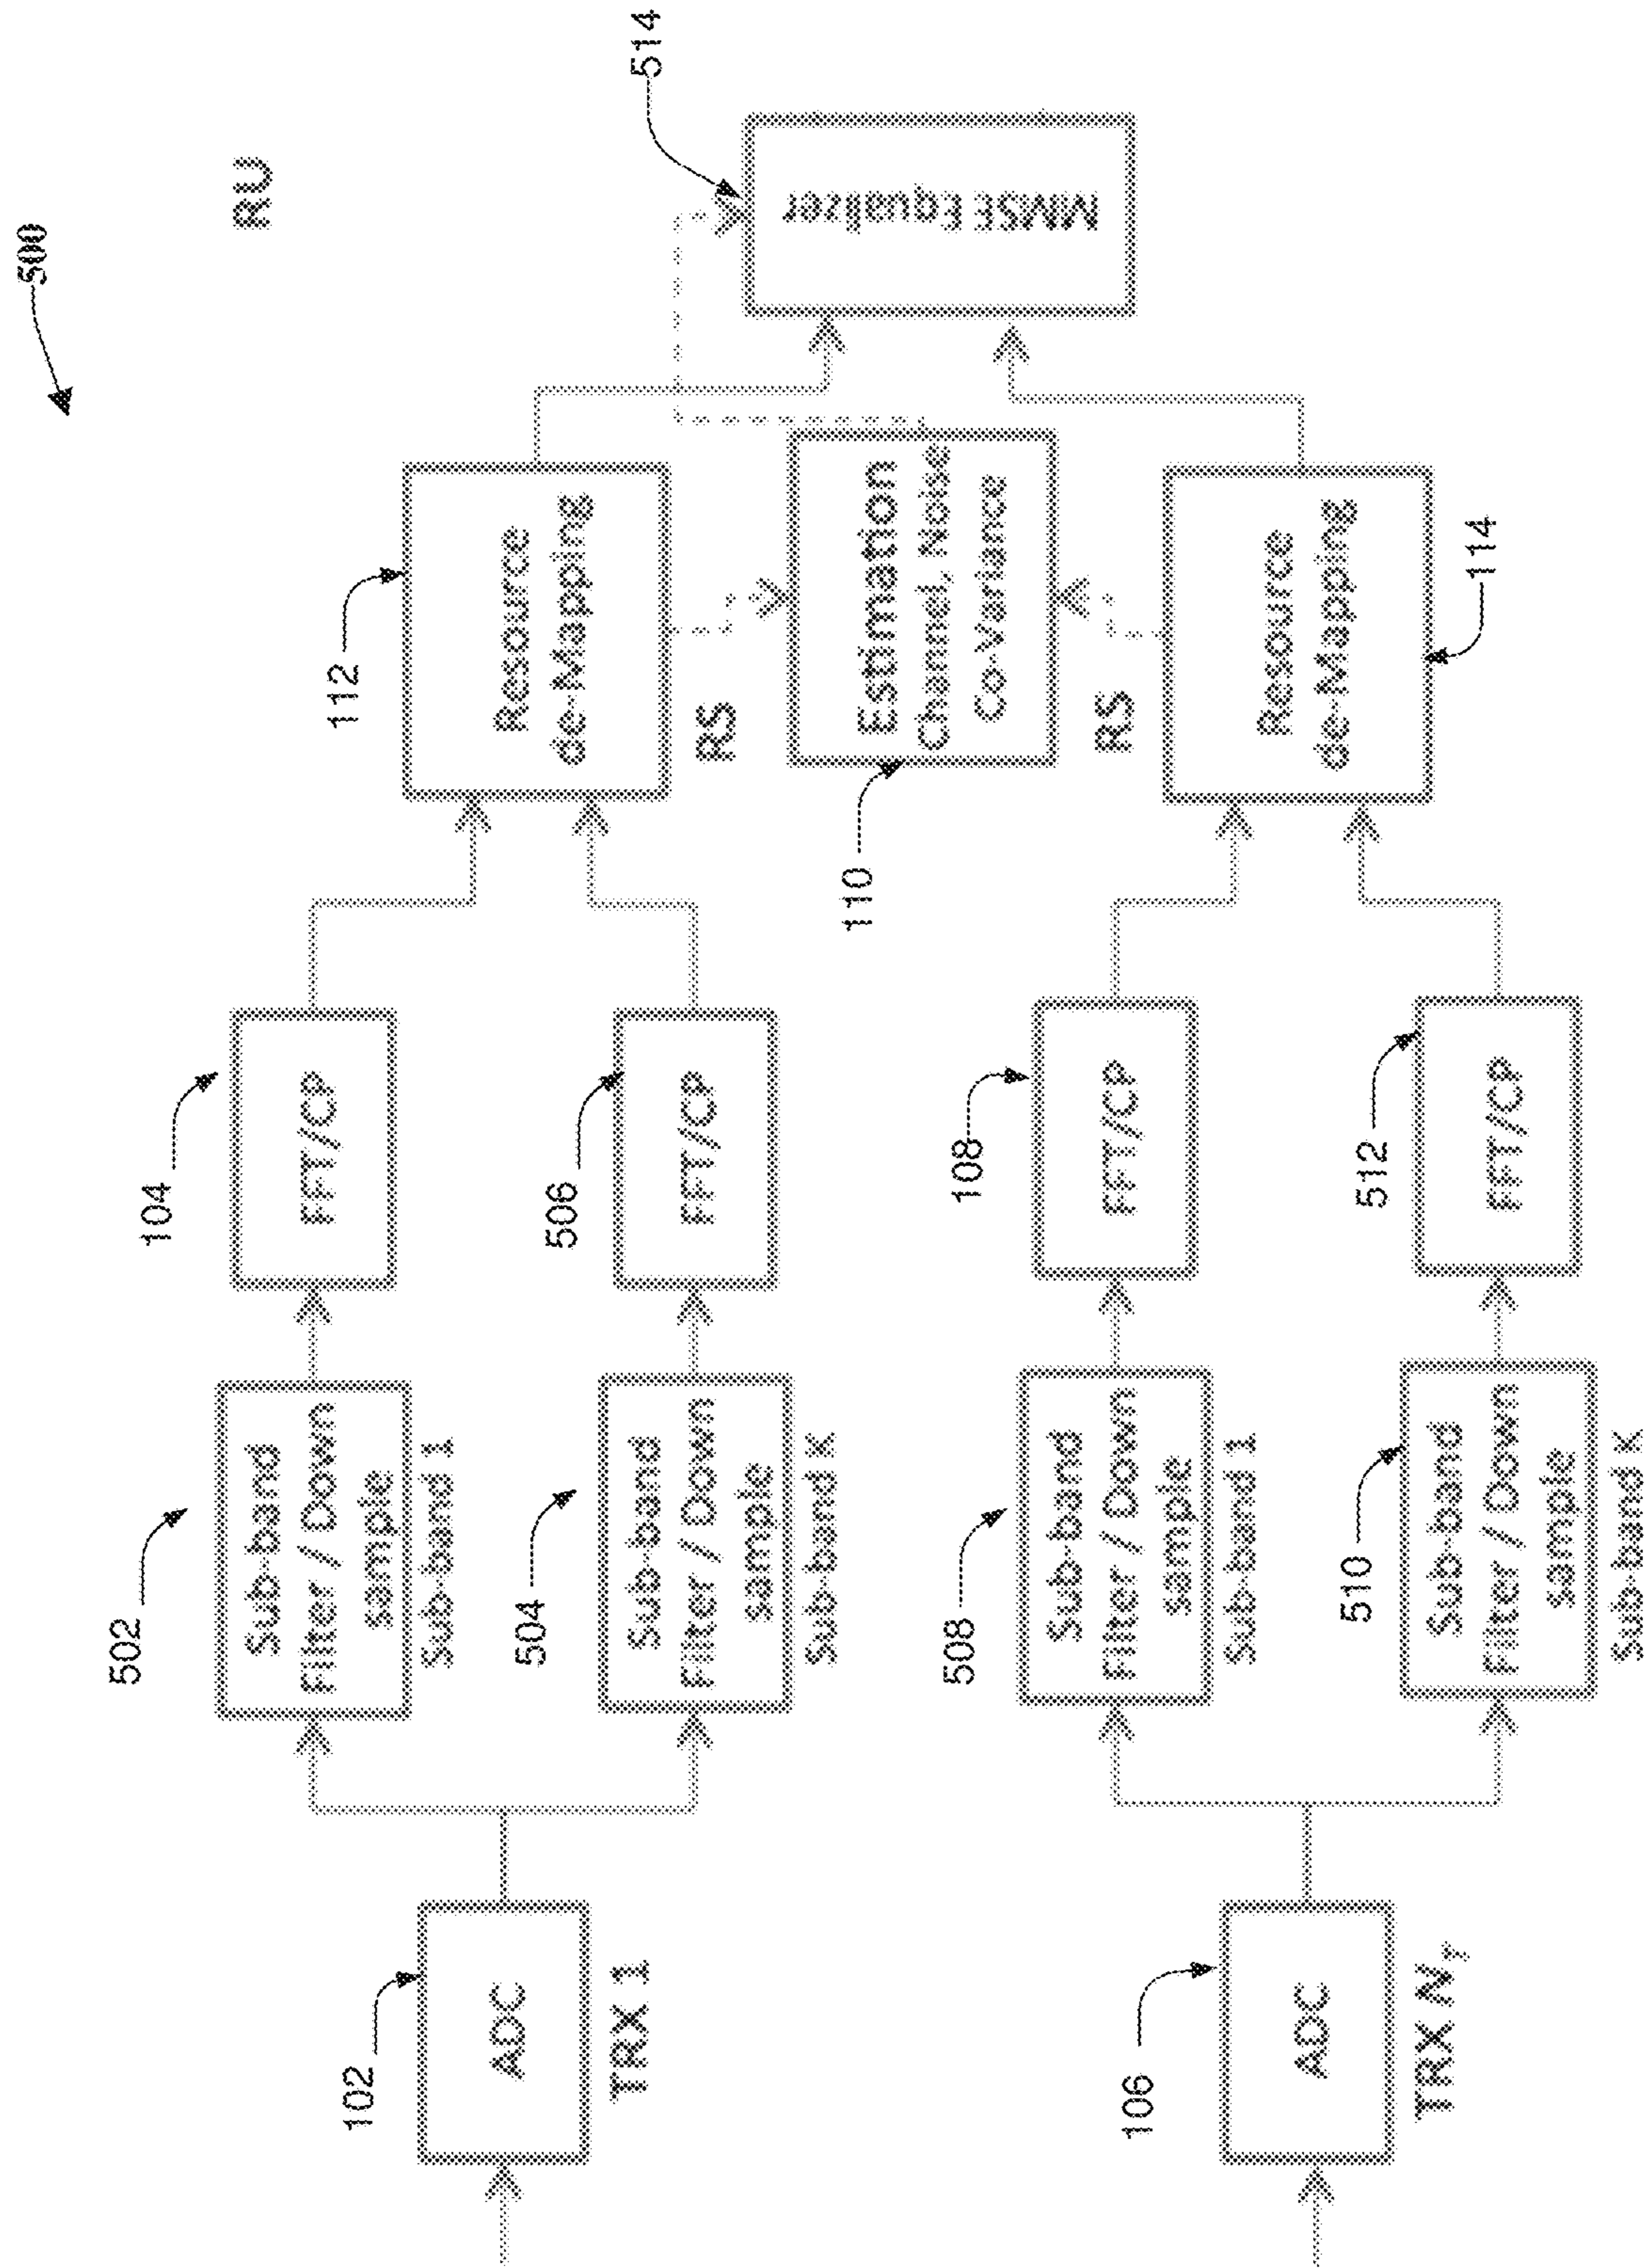 500
RU
102
ADC
TRX 1
502
Sub-band
Filter / Down
sample
Sub-band 1
104
FFT/CP
504
Sub-band
Filter / Down
sample
Sub-band K
506
FFT/CP
112
Resource
de-Mapping
RS
110
Estimation
Channel, Noise
Co-Variance
RS
514
MMSE Equalizer
106
ADC
TRX Nr
508
Sub-band
Filter / Down
sample
Sub-band 1
108
FFT/CP
510
Sub-band
Filter / Down
sample
Sub-band K
512
FFT/CP
Resource
de-Mapping
114